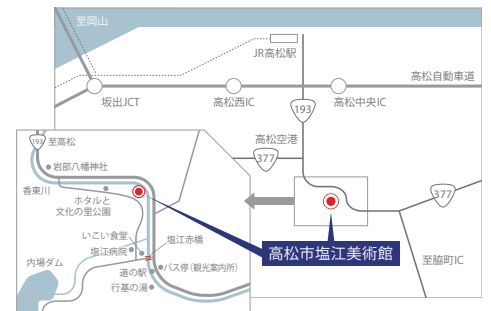 至岡山
JR高松駅
高松自動車道
坂出JCT
高松西IC
高松中央IC
193
高松空港
377
377
高松市塩江美術館
至脇町IC
193
至高松
岩部八幡神社
香東川
ホタルと
文化の里公園
いこい食堂
塩江病院
塩江赤橋
内場ダム
道の駅
バス停（観光案内所）
行基の湯